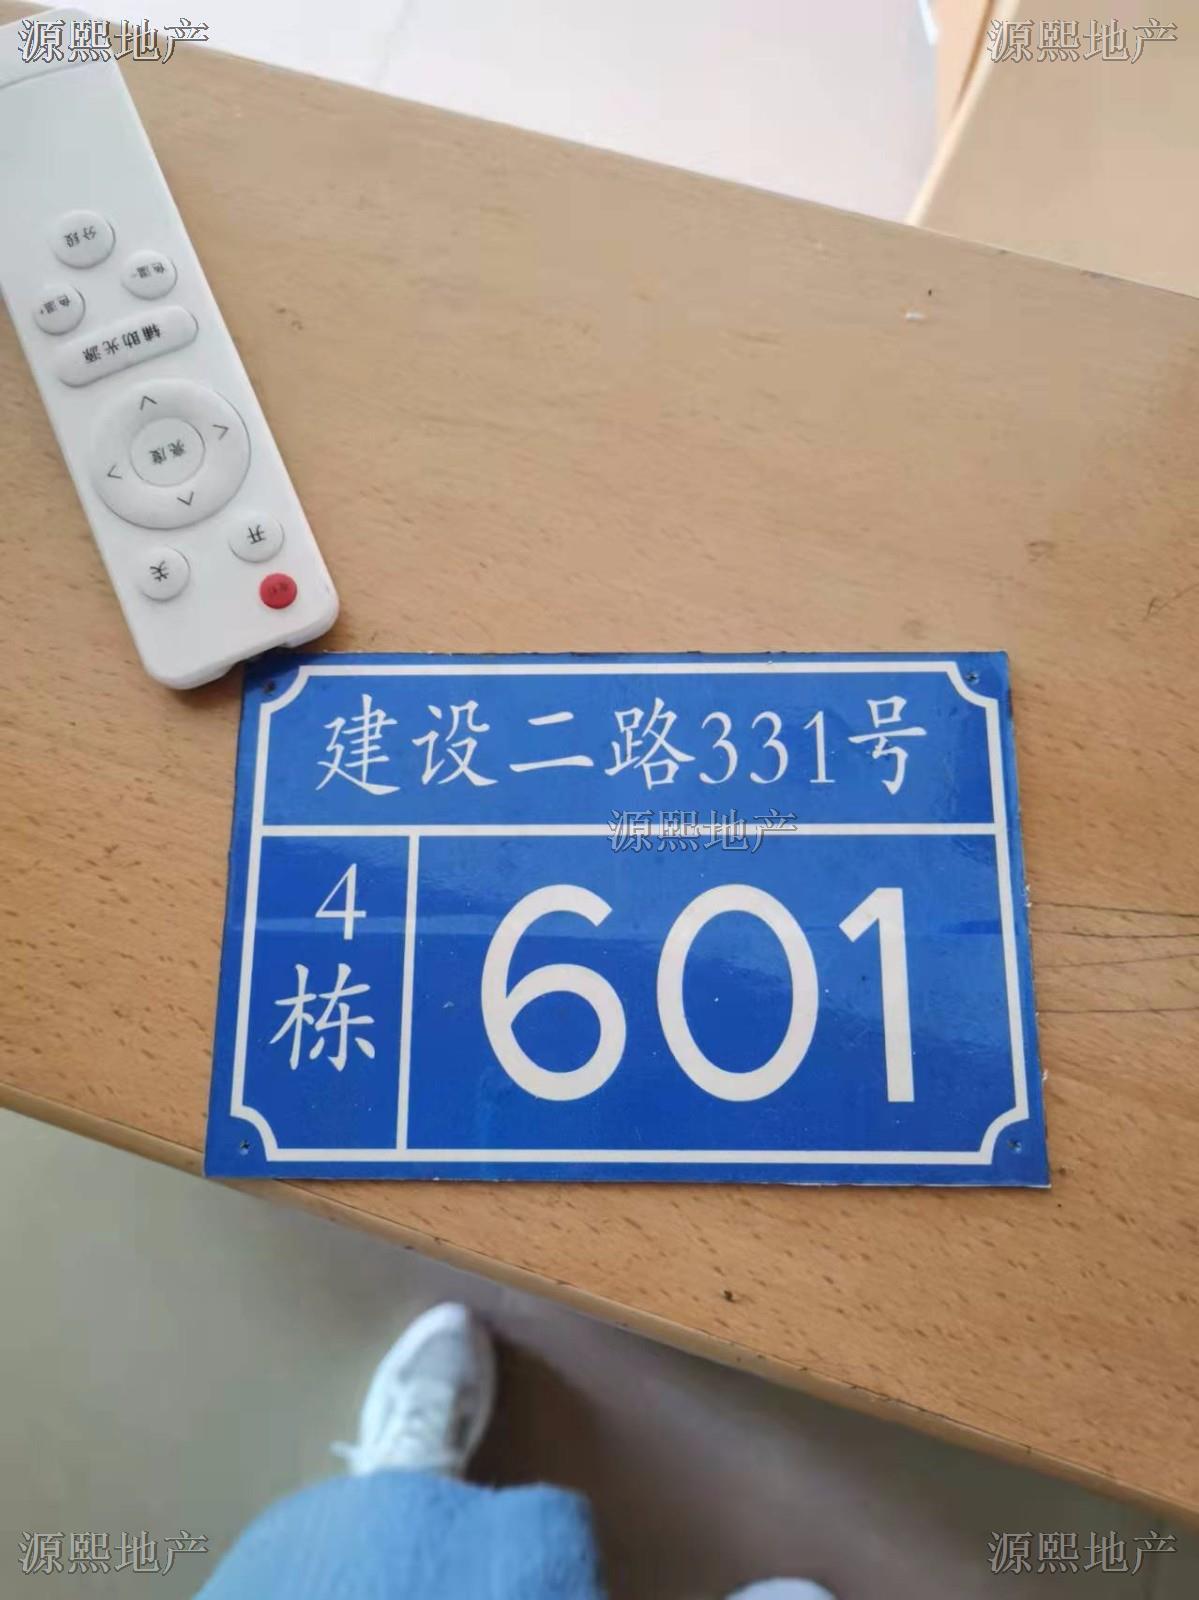 源熙地产
源熙地产
分段
色温-
色温+
辅助光源
亮度
开
关
建设二路331号
源熙地产
4
栋
601
源熙地产
源熙地产